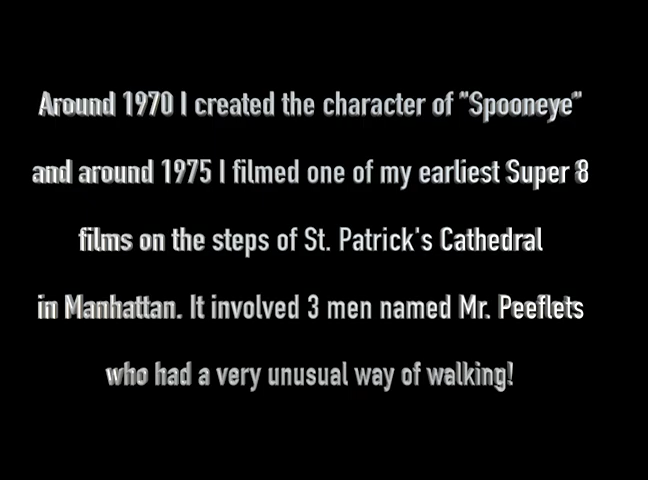 Around 1970 I created the character of "Spooneye"
and around 1975 I filmed one of my earliest Super 8
films on the steps of St. Patrick's Cathedral
in Manhattan. It involved 3 men named Mr. Peeflets
who had a very unusual way of walking!